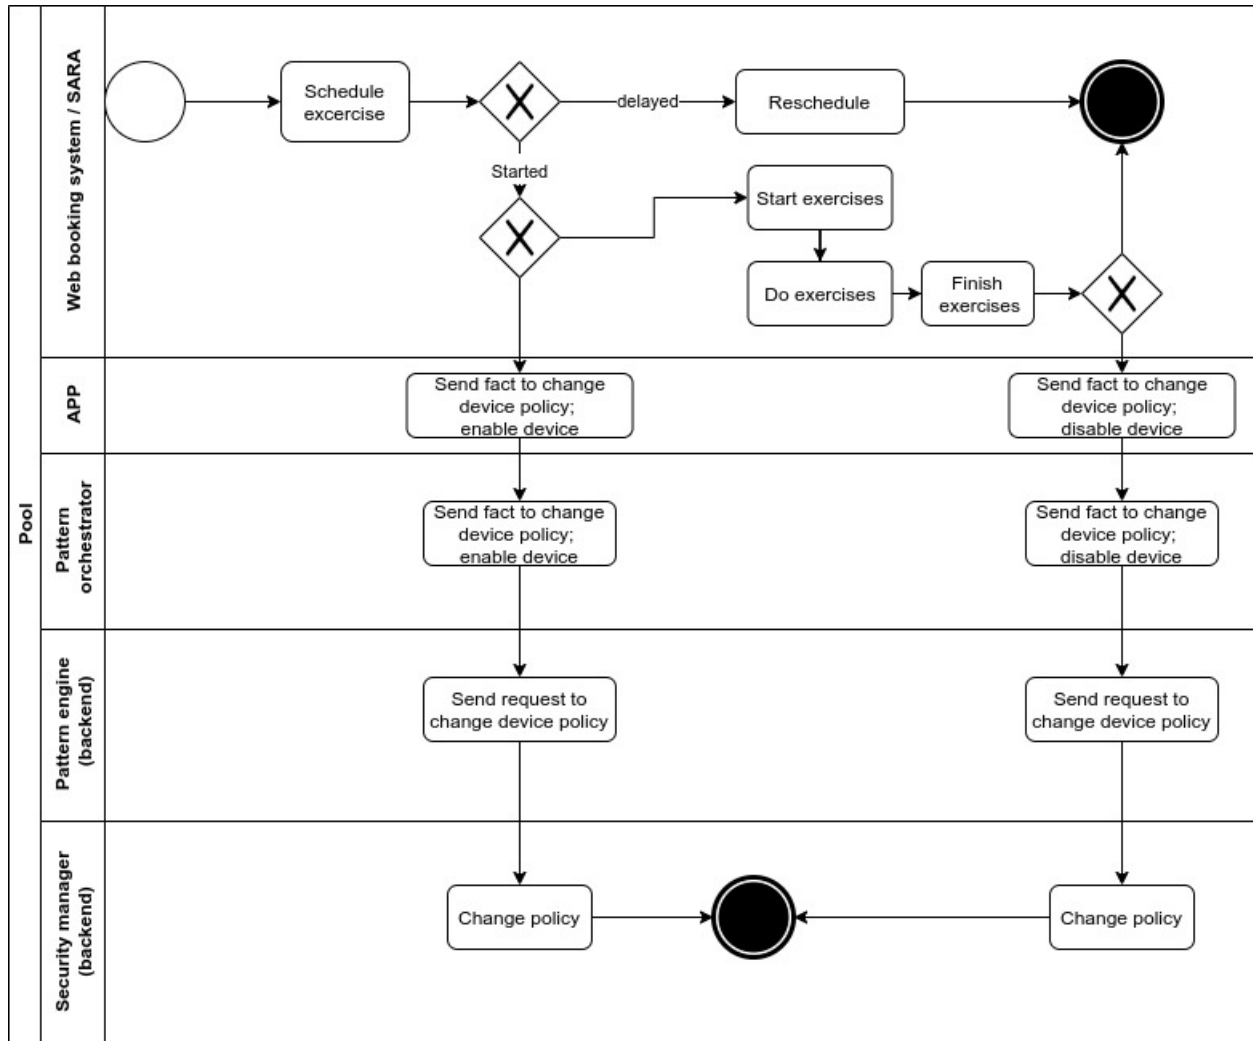 Pool
Web booking system / SARA
Schedule
excercise
delayed
Reschedule
Started
Start exercises
Do exercises
Finish
exercises
APP
Send fact to change
device policy;
enable device
Send fact to change
device policy;
disable device
Pattern
orchestrator
Send fact to change
device policy;
enable device
Send fact to change
device policy;
disable device
Pattern engine
(backend)
Send request to
change device policy
Send request to
change device policy
Security manager
(backend)
Change policy
Change policy